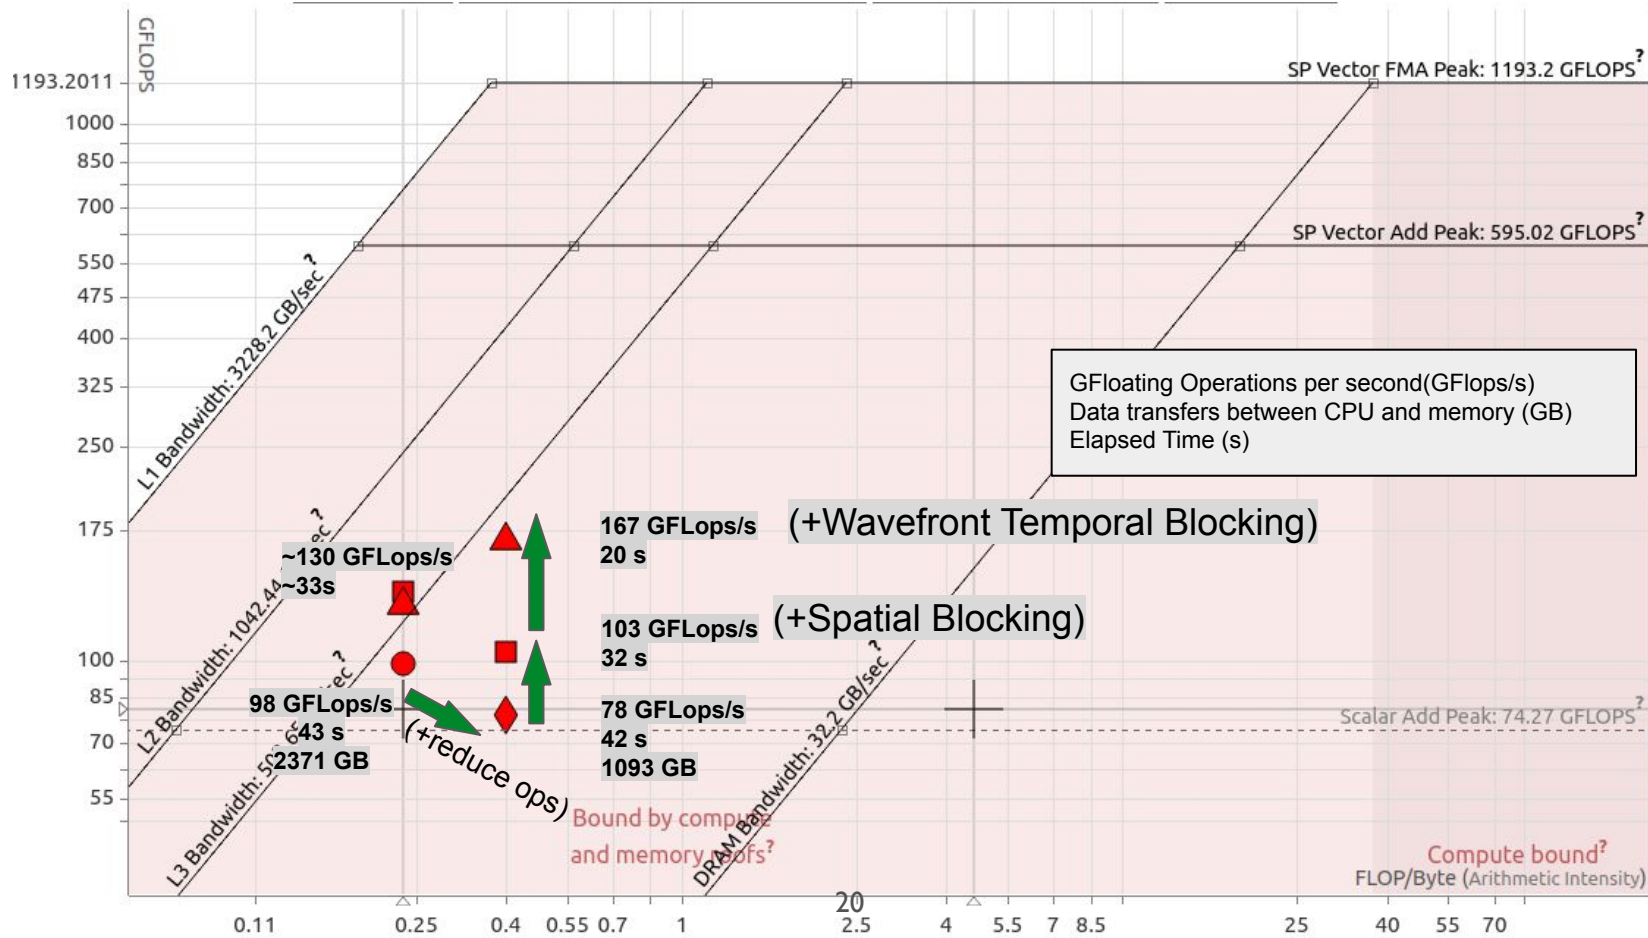 GFLOPS
1193.2011
1000
850
700
550
475
400
325
250
175
100
85
70
55
SP Vector FMA Peak: 1193.2 GFLOPS?
SP Vector Add Peak: 595.02 GFLOPS?
L1 Bandwidth: 3228.2 GB/sec?
GFloating Operations per second(GFlops/s)
Data transfers between CPU and memory (GB)
Elapsed Time (s)
167 GFLops/s
20 s
(+Wavefront Temporal Blocking)
~130 GFLops/s
~33s
L2 Bandwidth: 1042.44
103 GFLops/s
32 s
(+Spatial Blocking)
98 GFLops/s
43 s
2371 GB
(+reduce ops)
78 GFLops/s
42 s
1093 GB
Scalar Add Peak: 74.27 GFLOPS?
L3 Bandwidth:
DRAM Bandwidth: 32.2 GB/sec?
Bound by compute
and memory roofs?
Compute bound?
FLOP/Byte (Arithmetic Intensity)
20
0.11 0.25 0.4 0.55 0.7 1 2.5 4 5.5 7 8.5 25 40 55 70